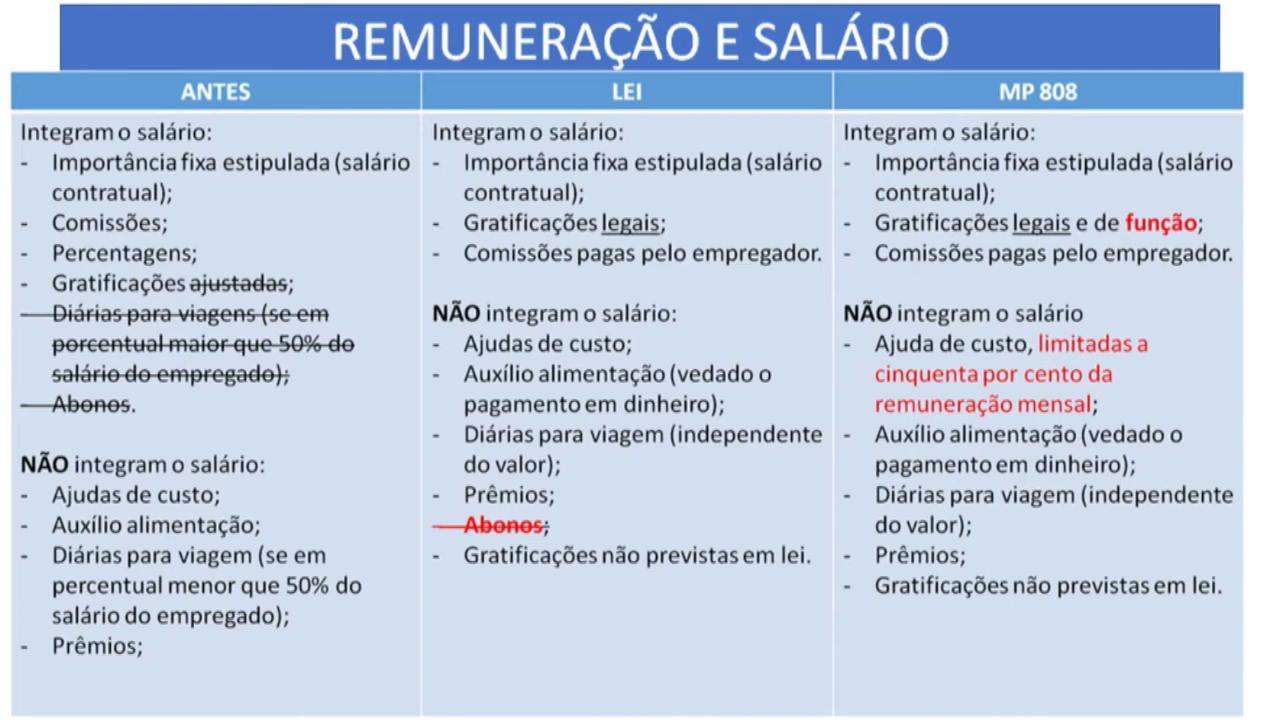 REMUNERAÇÃO E SALÁRIO
ANTES
Integram o salário:
- Importância fixa estipulada (salário
contratual);
- Comissões;
- Percentagens;
- Gratificações ajustadas;
- Diárias para viagens (se em
porcentual maior que 50% do
salário do empregado);
- Abonos.
NÃO integram o salário:
- Ajudas de custo;
- Auxílio alimentação;
- Diárias para viagem (se em
percentual menor que 50% do
salário do empregado);
- Prêmios;
LEI
Integram o salário:
- Importância fixa estipulada (salário
contratual);
- Gratificações legais;
- Comissões pagas pelo empregador.
NÃO integram o salário:
- Ajudas de custo;
- Auxílio alimentação (vedado o
pagamento em dinheiro);
- Diárias para viagem (independente
do valor);
- Prêmios;
- Abonos;
- Gratificações não previstas em lei.
MP 808
Integram o salário:
- Importância fixa estipulada (salário
contratual);
- Gratificações legais e de função;
- Comissões pagas pelo empregador.
NÃO integram o salário
- Ajuda de custo, limitadas a
cinquenta por cento da
remuneração mensal;
- Auxílio alimentação (vedado o
pagamento em dinheiro);
- Diárias para viagem (independente
do valor);
- Prêmios;
- Gratificações não previstas em lei.